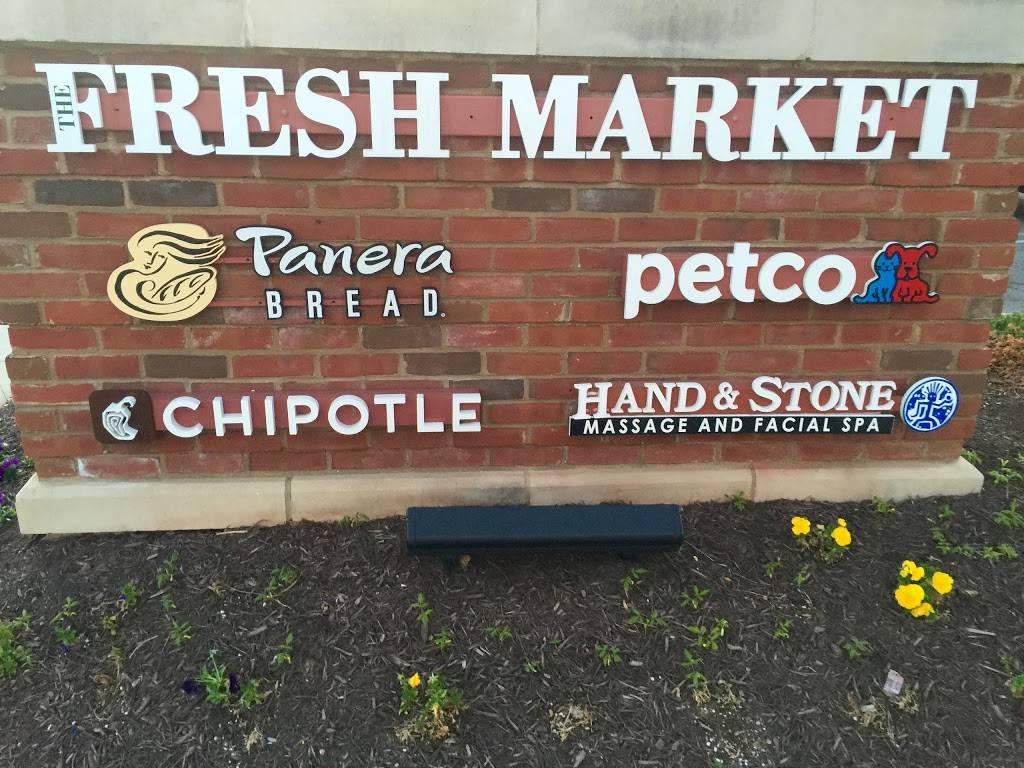 THE FRESH MARKET
Panera
BREAD.
petco
CHIPOTLE
HAND & STONE
MASSAGE AND FACIAL SPA